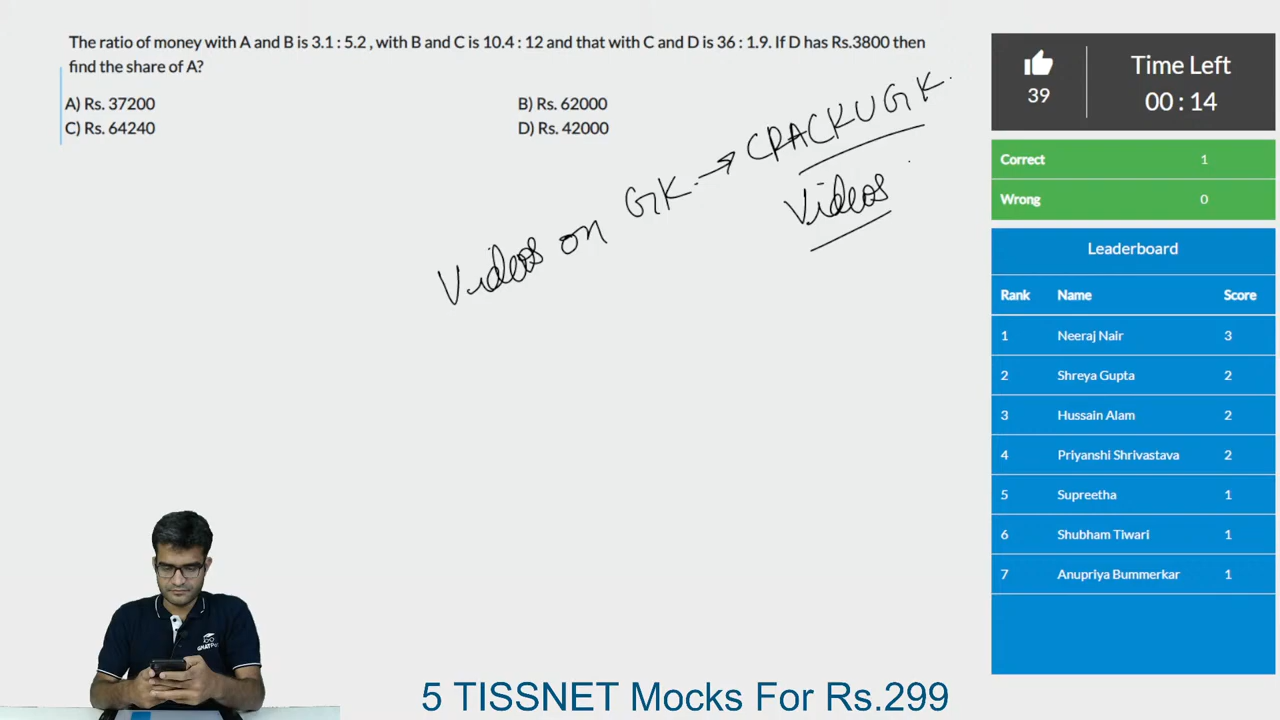 The ratio of money with A and B is 3.1 : 5.2 , with B and C is 10.4 : 12 and that with C and D is 36 : 1.9. If D has Rs.3800 then
find the share of A?
A) Rs. 37200
B) Rs. 62000
C) Rs. 64240
D) Rs. 42000
Videos on GK → CRACKU GK
Videos
39
Time Left
00 : 14
Correct 1
Wrong 0
Leaderboard
Rank Name Score
1 Neeraj Nair 3
2 Shreya Gupta 2
3 Hussain Alam 2
4 Priyanshi Shrivastava 2
5 Supreetha 1
6 Shubham Tiwari 1
7 Anupriya Bummerkar 1
5 TISSNET Mocks For Rs.299